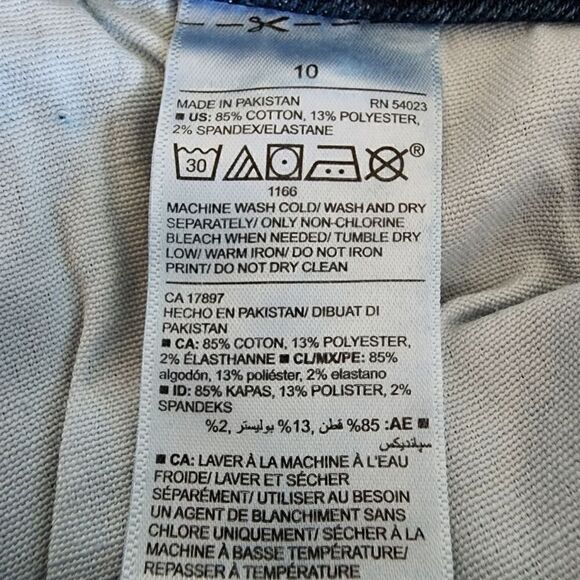 10
MADE IN PAKISTAN RN 54023
■ US: 85% COTTON, 13% POLYESTER,
2% SPANDEX/ELASTANE
30 ®
1166
MACHINE WASH COLD/ WASH AND DRY
SEPARATELY/ ONLY NON-CHLORINE
BLEACH WHEN NEEDED/ TUMBLE DRY
LOW/ WARM IRON/ DO NOT IRON
PRINT/ DO NOT DRY CLEAN
CA 17897
HECHO EN PAKISTAN/ DIBUAT DI
PAKISTAN
■ CA: 85% COTON, 13% POLYESTER,
2% ÉLASTHANNE ■ CL/MX/PE: 85%
algodón, 13% poliéster, 2% elastano
■ ID: 85% KAPAS, 13% POLISTER, 2%
SPANDEKS
■ AE: 85% قطن, 13% بوليستر, 2%
سپانديكس
■ CA: LAVER À LA MACHINE À L'EAU
FROIDE/ LAVER ET SÉCHER
SÉPARÉMENT/ UTILISER AU BESOIN
UN AGENT DE BLANCHIMENT SANS
CHLORE UNIQUEMENT/ SÉCHER À LA
MACHINE À BASSE TEMPÉRATURE/
REPASSER À TEMPÉRATURE